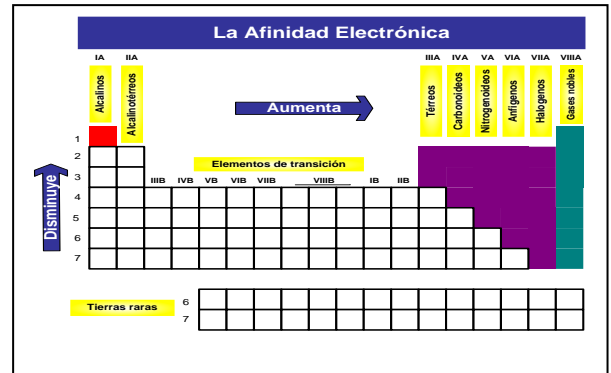 La Afinidad Electrónica
IA IIA IIIA IVA VA VIA VIIA VIIIA
Alcalinos
Alcalinotérreos
Térreos
Carbonoideos
Nitrogenoideos
Anfígenos
Halogenos
Gases nobles
Aumenta
Disminuye
1
2
Elementos de transición
3 IIIB IVB VB VIB VIIB VIIIB IB IIB
4
5
6
7
Tierras raras
6
7